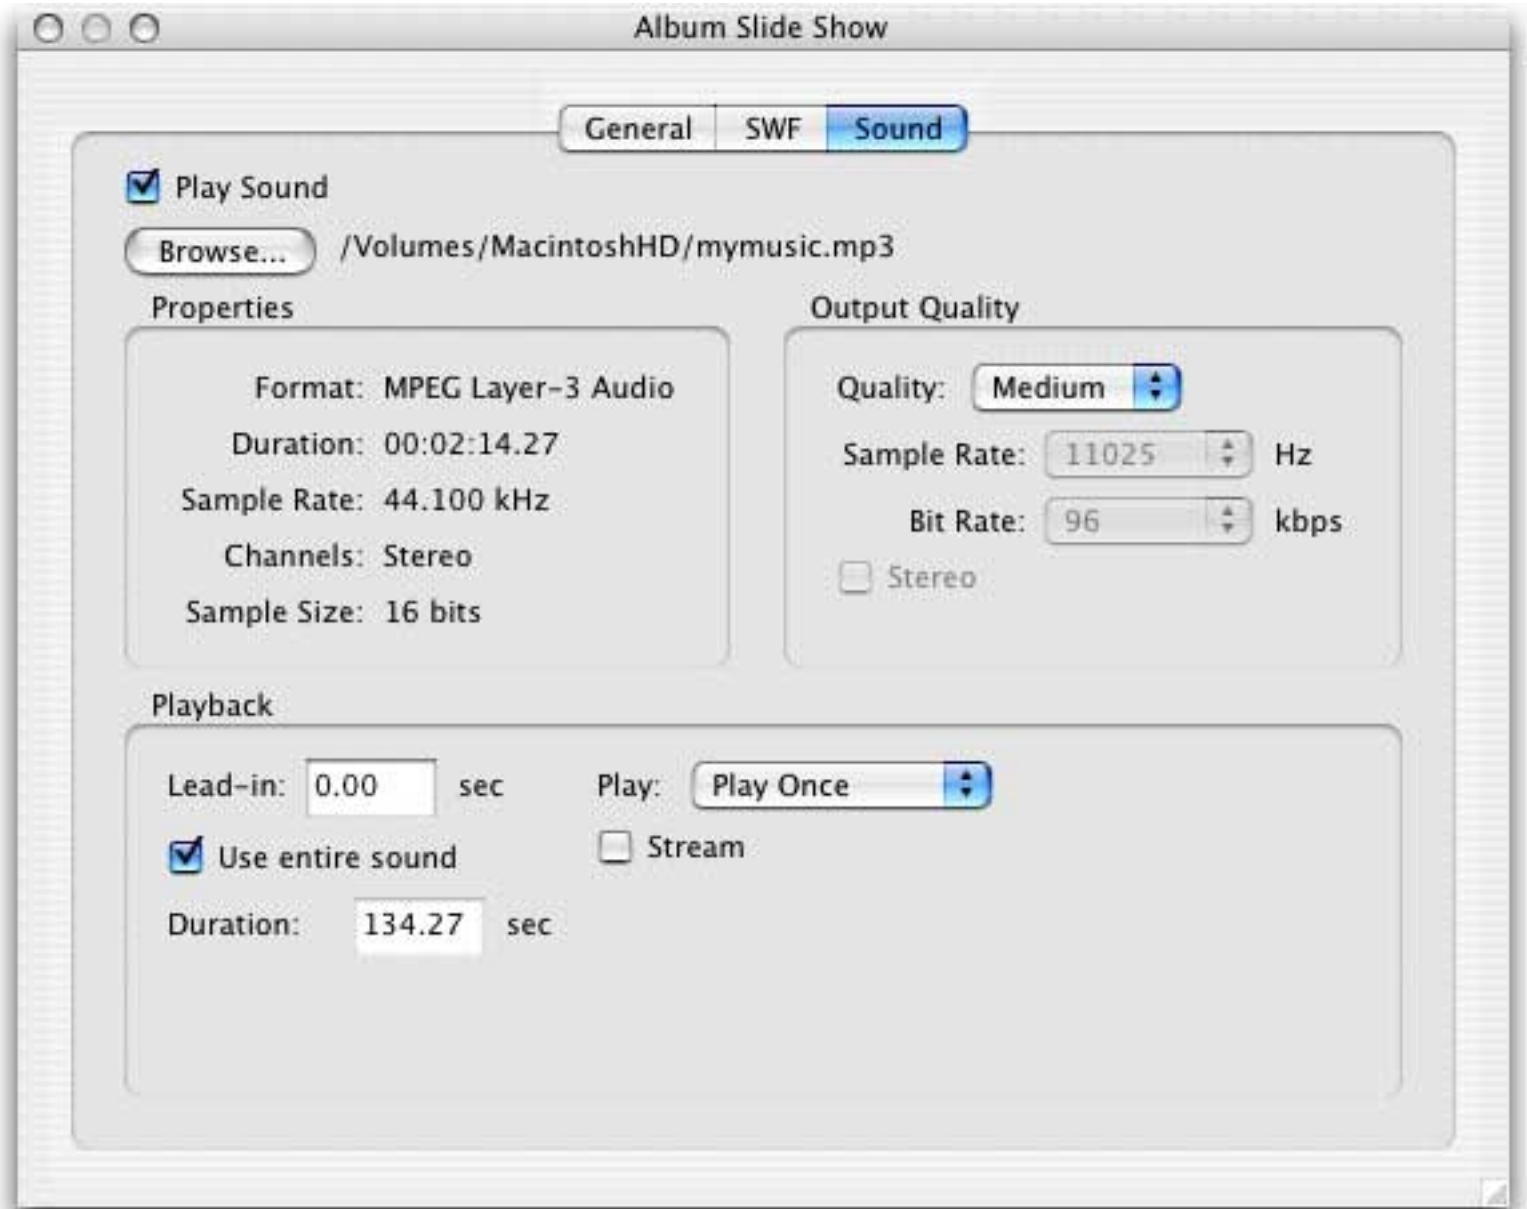 Album Slide Show
General SWF Sound
Play Sound
Browse... /Volumes/MacintoshHD/mymusic.mp3
Properties
Format: MPEG Layer-3 Audio
Duration: 00:02:14.27
Sample Rate: 44.100 kHz
Channels: Stereo
Sample Size: 16 bits
Output Quality
Quality: Medium
Sample Rate: 11025 Hz
Bit Rate: 96 kbps
Stereo
Playback
Lead-in: 0.00 sec Play: Play Once
Use entire sound Stream
Duration: 134.27 sec